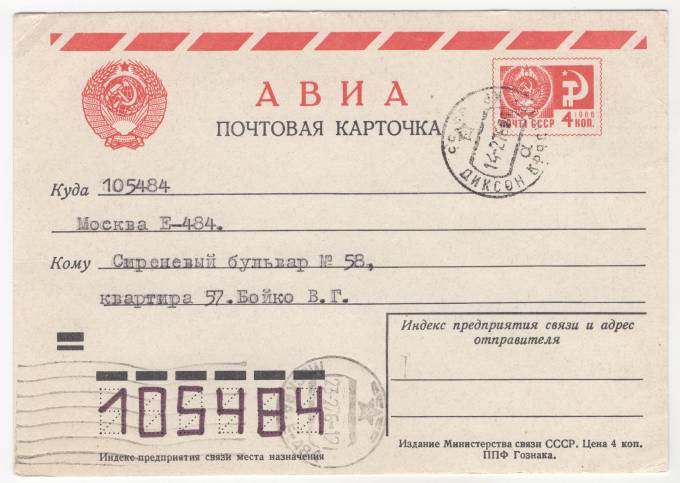 АВИА
ПОЧТОВАЯ КАРТОЧКА
1966
ПОЧТА СССР 4 КОП.
ДИКСОН КРАС
Куда 105484
Москва Е-484.
Кому Сиреневый бульвар № 58,
квартира 57. Бойко В.Г.
Индекс предприятия связи и адрес
отправителя
105484
Индекс предприятия связи места назначения
Издание Министерства связи СССР. Цена 4 коп.
ППФ Гознака.